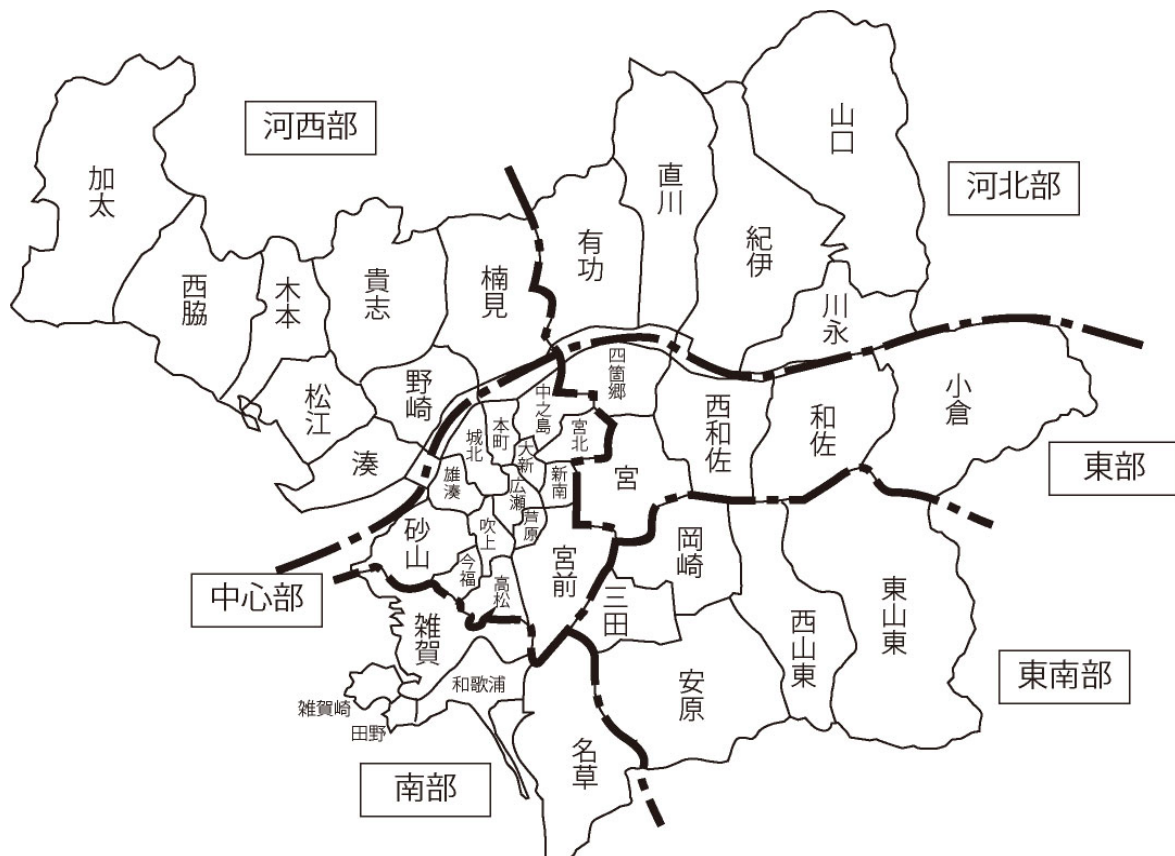 河西部
加太
西脇
木本
貴志
楠見
松江
野崎
湊
河北部
有功
直川
紀伊
山口
川永
中心部
四箇郷
中之島
本町
城北
宮北
大新
新南
広瀬
雄湊
芦原
吹上
砂山
今福
高松
宮前
東部
宮
西和佐
和佐
小倉
東南部
岡崎
三田
安原
西山東
東山東
南部
雑賀
和歌浦
雑賀崎
田野
名草